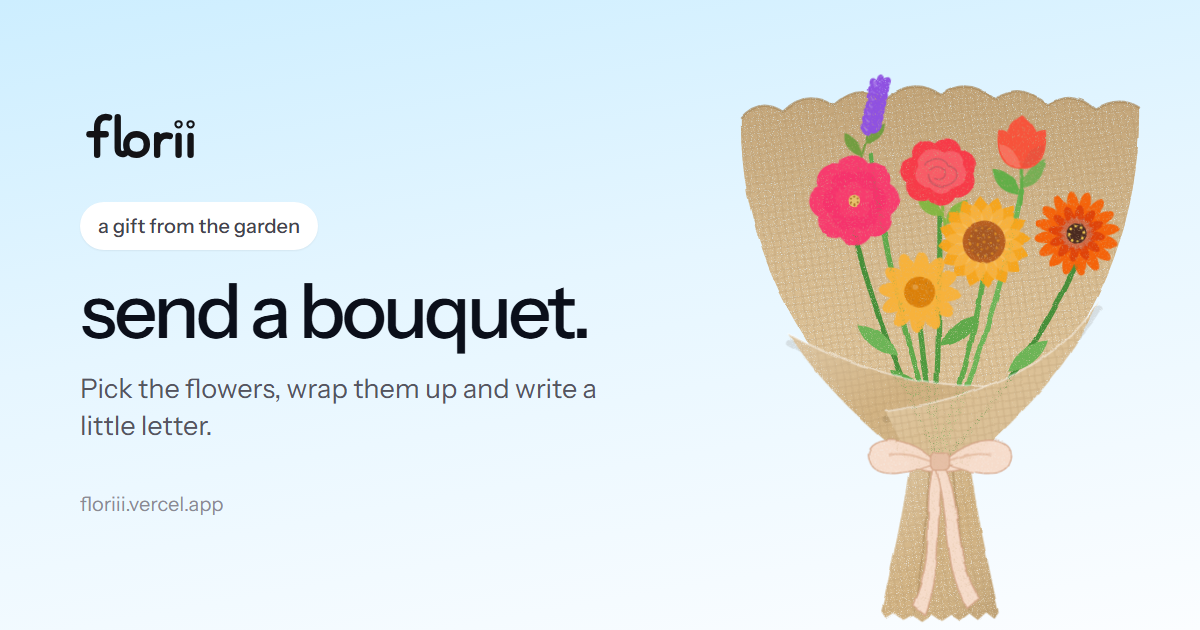 florii
a gift from the garden
send a bouquet.
Pick the flowers, wrap them up and write a
little letter.
floriii.vercel.app